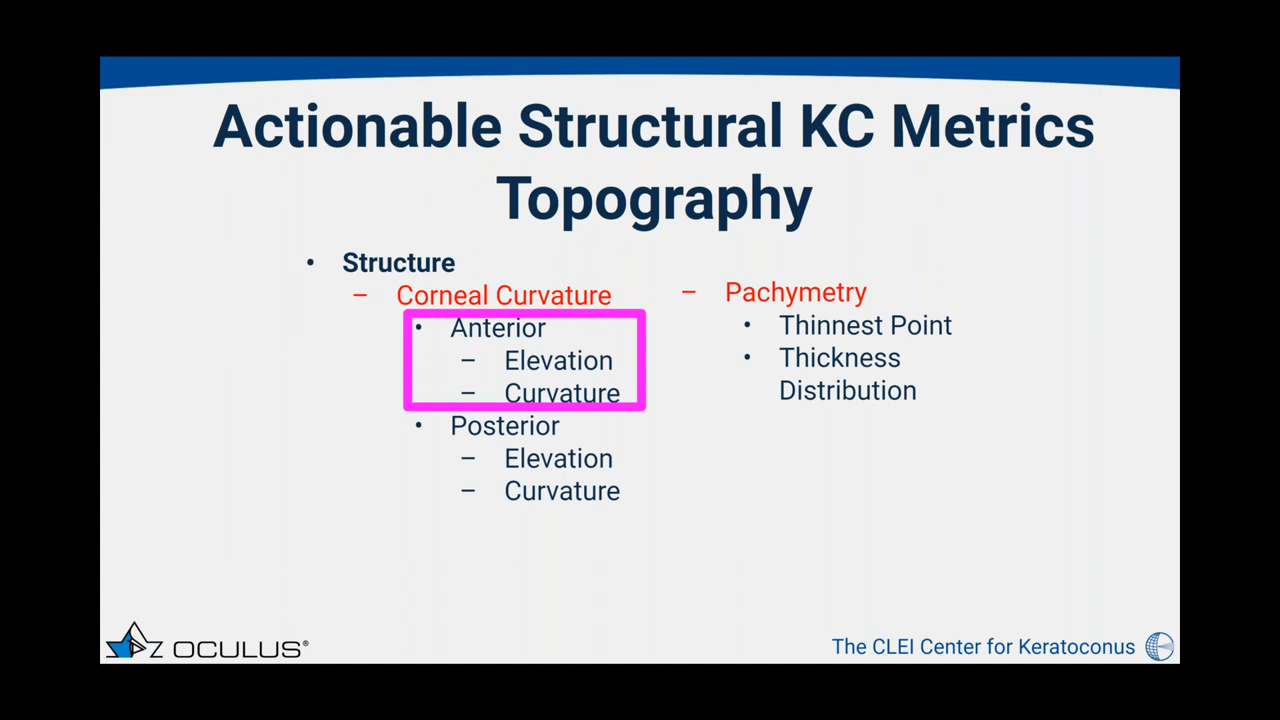 Actionable Structural KC Metrics
Topography
• Structure
– Corneal Curvature
• Anterior
– Elevation
– Curvature
• Posterior
– Elevation
– Curvature
– Pachymetry
• Thinnest Point
• Thickness
Distribution
OCULUS®
The CLEI Center for Keratoconus